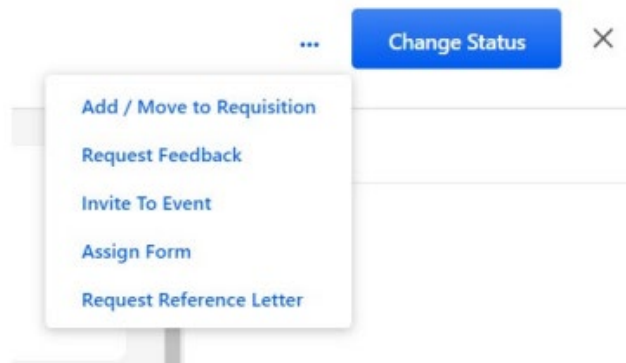 ... Change Status
Add / Move to Requisition
Request Feedback
Invite To Event
Assign Form
Request Reference Letter